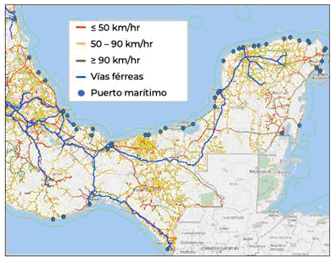 ≤ 50 km/hr
50 – 90 km/hr
≥ 90 km/hr
Vías férreas
Puerto marítimo